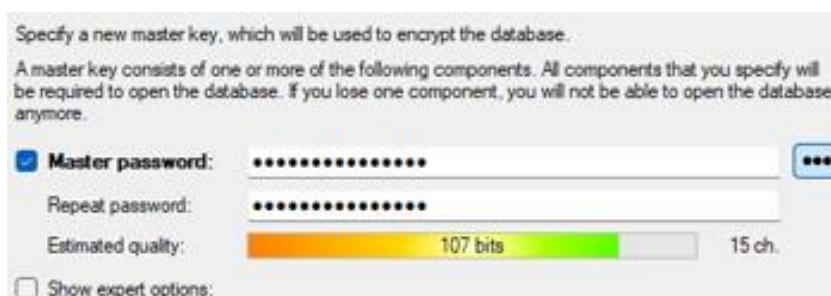 Specify a new master key, which will be used to encrypt the database.
A master key consists of one or more of the following components. All components that you specify will
be required to open the database. If you lose one component, you will not be able to open the database
anymore.
Master password: •••••••••••••••
Repeat password: •••••••••••••••
Estimated quality: 107 bits 15 ch.
Show expert options: